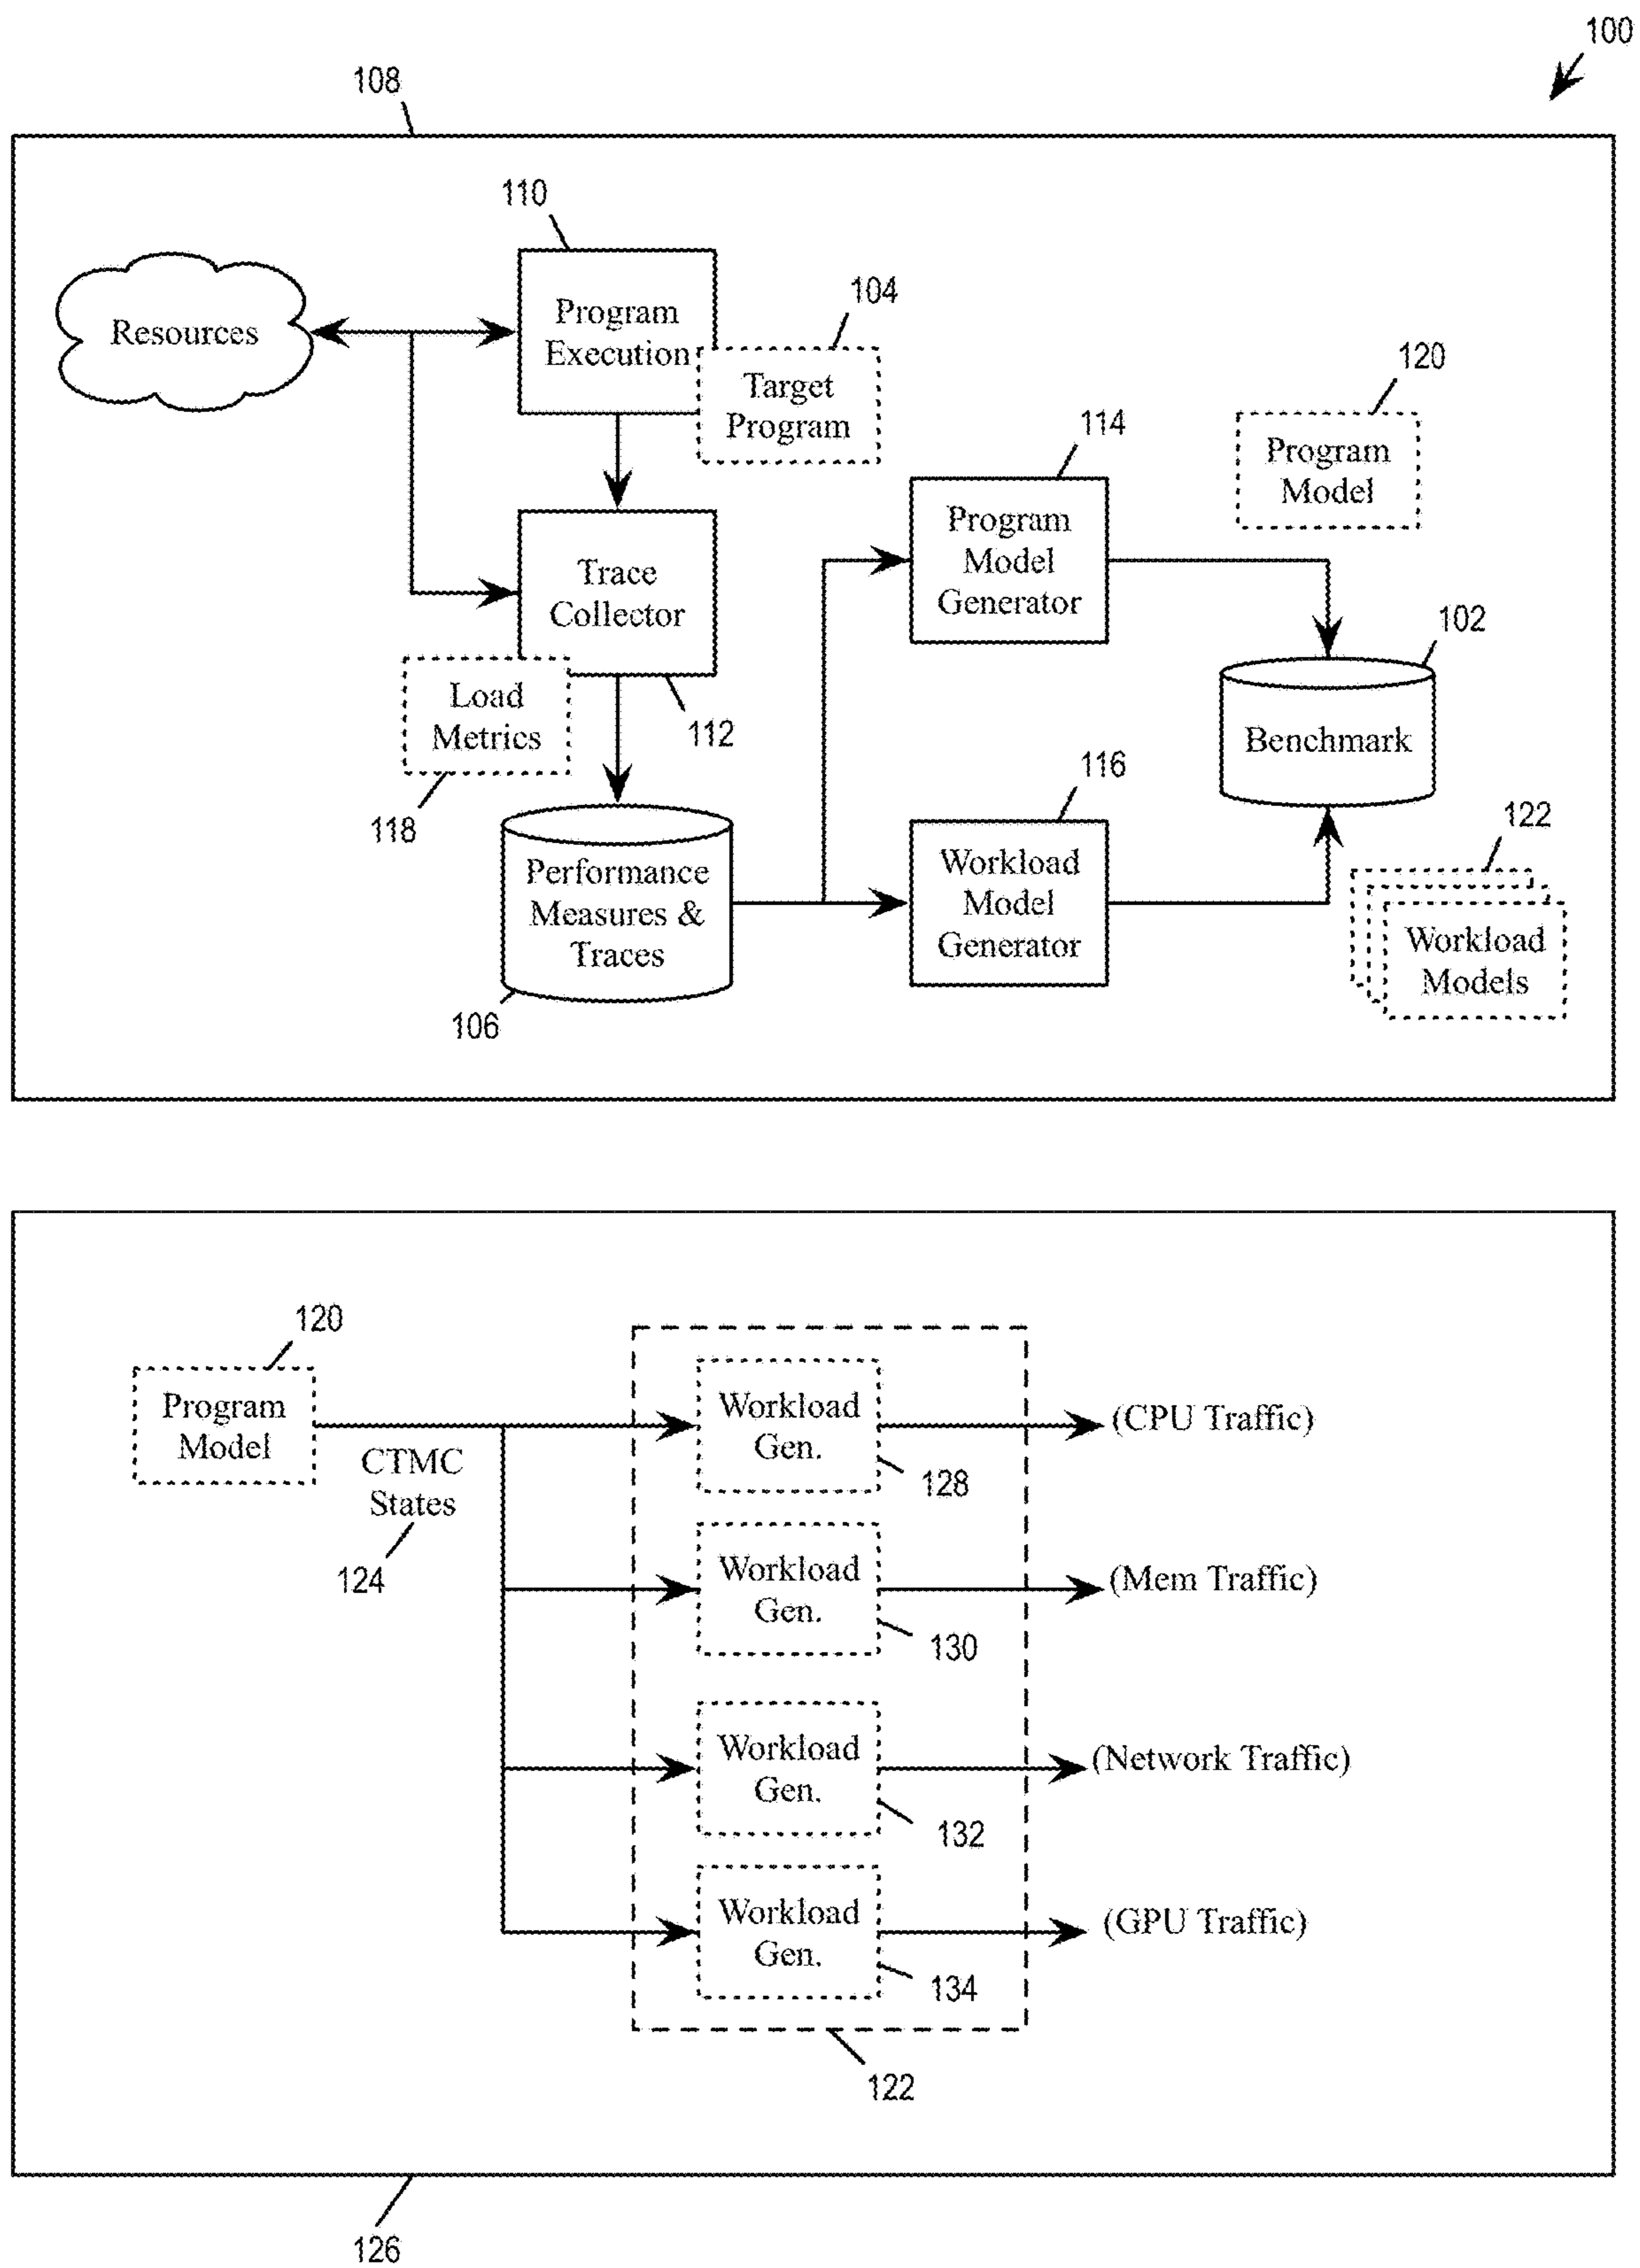 100
108
110
Program
Execution
Resources
104
Target
Program
120
Program
Model
114
Program
Model
Generator
Trace
Collector
102
Benchmark
Load
Metrics
112
118
116
Workload
Model
Generator
Performance
Measures &
Traces
106
122
Workload
Models
120
Program
Model
CTMC
States
124
Workload
Gen.
128
(CPU Traffic)
Workload
Gen.
130
(Mem Traffic)
Workload
Gen.
132
(Network Traffic)
Workload
Gen.
134
(GPU Traffic)
122
126